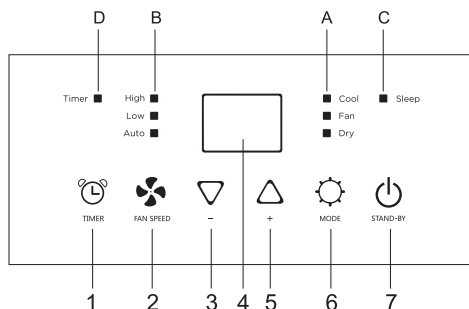 D B A C
Timer High Cool Sleep
Low Fan
Auto Dry
TIMER FAN SPEED − + MODE STAND-BY
1 2 3 4 5 6 7